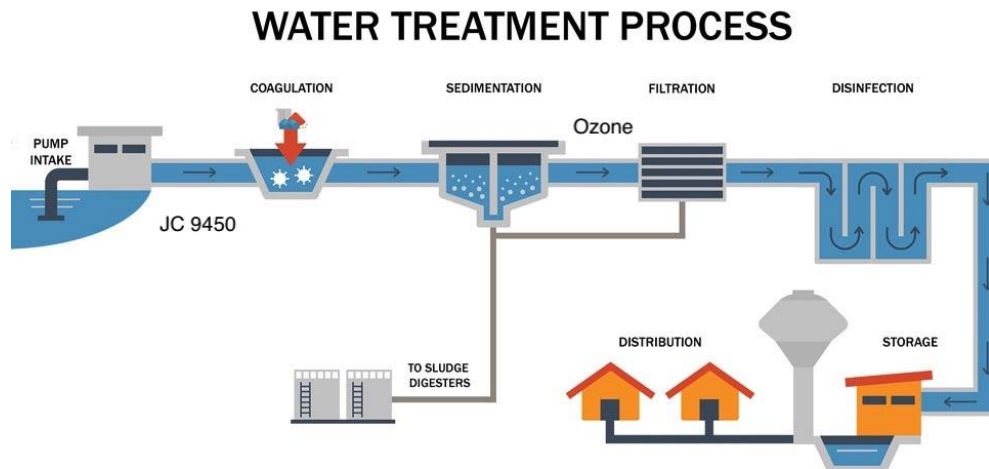 WATER TREATMENT PROCESS
COAGULATION
SEDIMENTATION
FILTRATION
DISINFECTION
Ozone
PUMP
INTAKE
JC 9450
DISTRIBUTION
STORAGE
TO SLUDGE
DIGESTERS